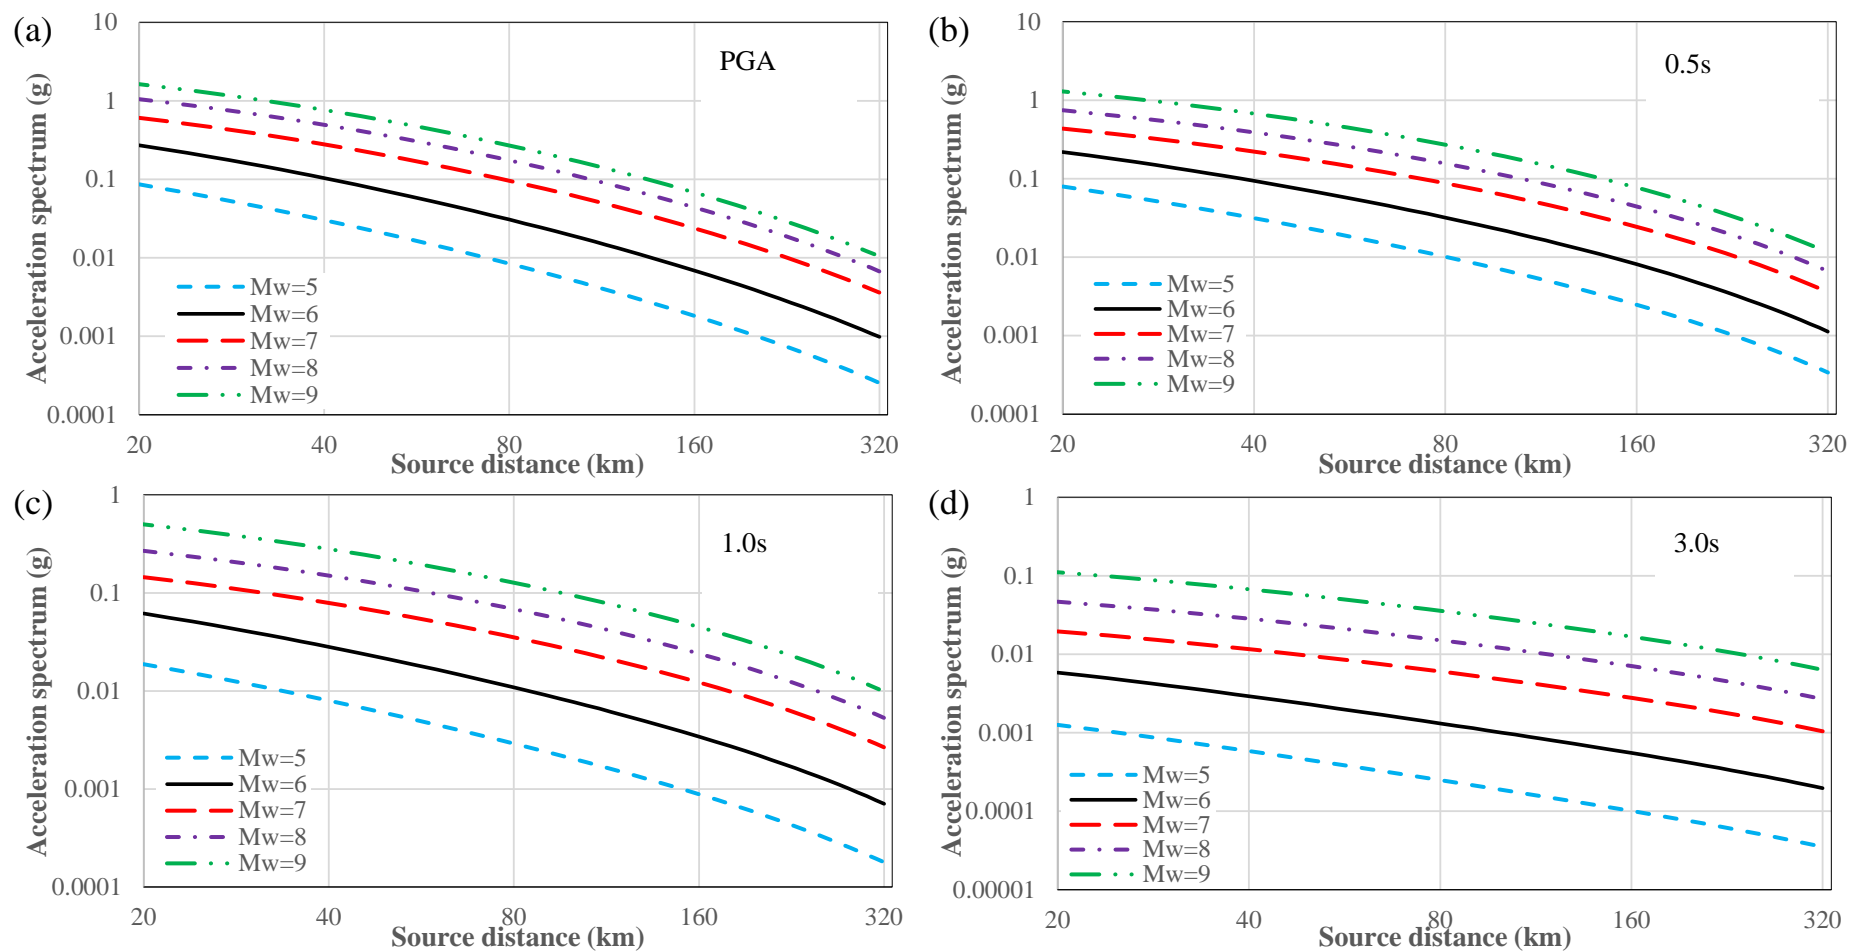 (a)
PGA
Acceleration spectrum (g)
10
1
0.1
0.01
0.001
0.0001
Mw=5
Mw=6
Mw=7
Mw=8
Mw=9
20 40 80 160 320
Source distance (km)
(b)
0.5s
Acceleration spectrum (g)
10
1
0.1
0.01
0.001
0.0001
Mw=5
Mw=6
Mw=7
Mw=8
Mw=9
20 40 80 160 320
Source distance (km)
(c)
1.0s
Acceleration spectrum (g
1
0.1
0.01
0.001
0.0001
Mw=5
Mw=6
Mw=7
Mw=8
Mw=9
20 40 80 160 320
Source distance (km)
(d)
3.0s
Acceleration spectrum (g)
1
0.1
0.01
0.001
0.0001
0.00001
Mw=5
Mw=6
Mw=7
Mw=8
Mw=9
20 40 80 160 320
Source distance (km)